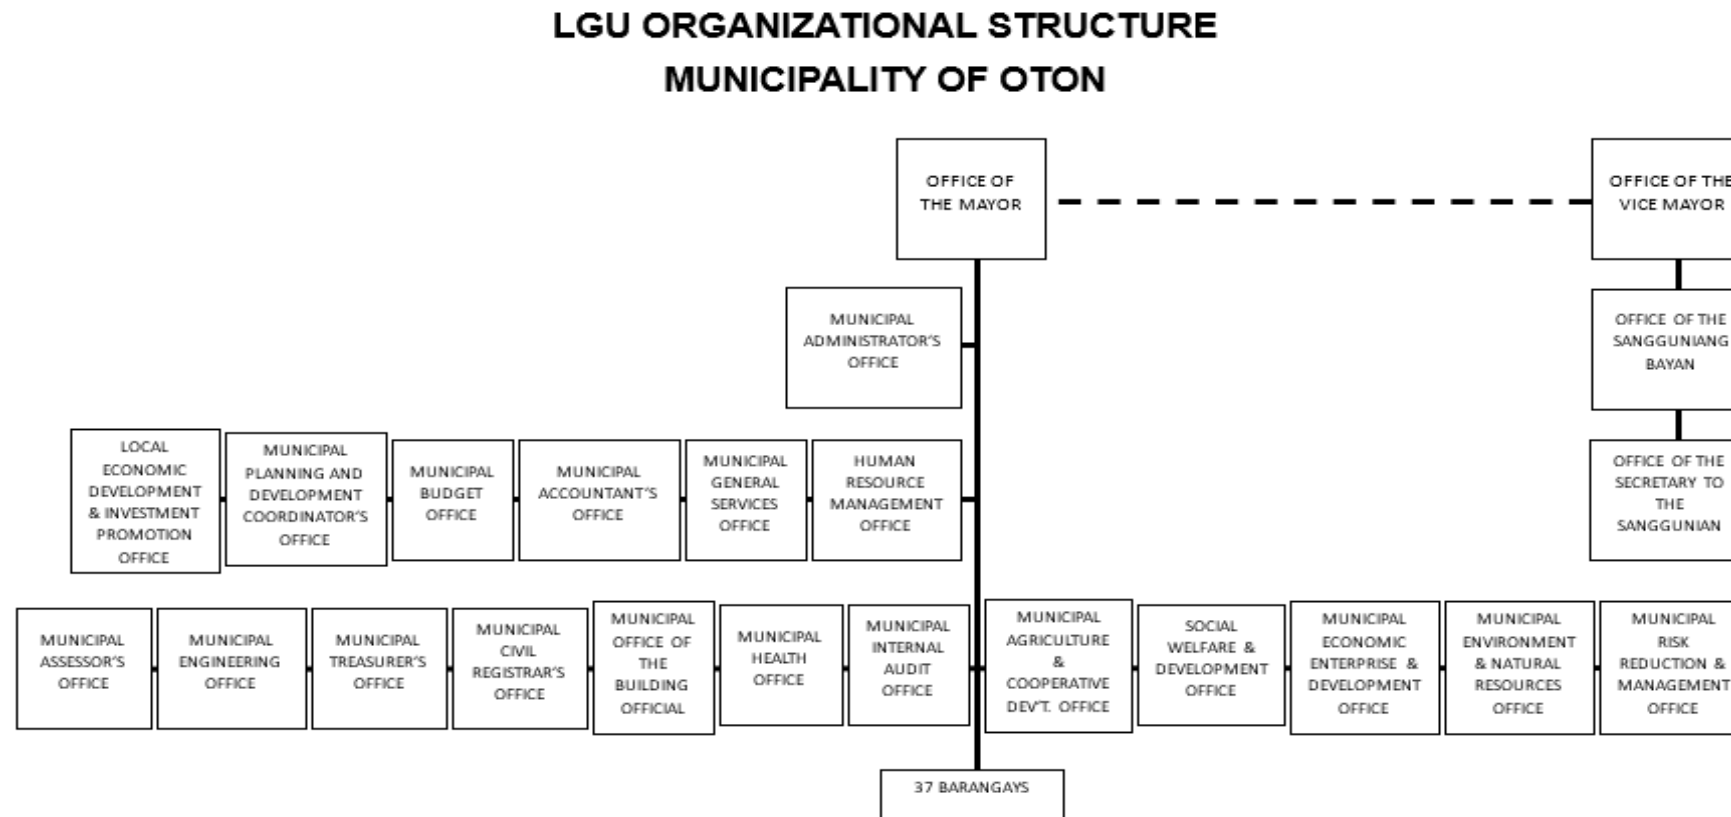 LGU ORGANIZATIONAL STRUCTURE
MUNICIPALITY OF OTON
OFFICE OF
THE MAYOR
OFFICE OF THE
VICE MAYOR
MUNICIPAL
ADMINISTRATOR'S
OFFICE
OFFICE OF THE
SANGGUNIANG
BAYAN
LOCAL
ECONOMIC
DEVELOPMENT
& INVESTMENT
PROMOTION
OFFICE
MUNICIPAL
PLANNING AND
DEVELOPMENT
COORDINATOR'S
OFFICE
MUNICIPAL
BUDGET
OFFICE
MUNICIPAL
ACCOUNTANT'S
OFFICE
MUNICIPAL
GENERAL
SERVICES
OFFICE
HUMAN
RESOURCE
MANAGEMENT
OFFICE
OFFICE OF THE
SECRETARY TO
THE
SANGGUNIAN
MUNICIPAL
ASSESSOR'S
OFFICE
MUNICIPAL
ENGINEERING
OFFICE
MUNICIPAL
TREASURER'S
OFFICE
MUNICIPAL
CIVIL
REGISTRAR'S
OFFICE
MUNICIPAL
OFFICE OF
THE
BUILDING
OFFICIAL
MUNICIPAL
HEALTH
OFFICE
MUNICIPAL
INTERNAL
AUDIT
OFFICE
MUNICIPAL
AGRICULTURE
&
COOPERATIVE
DEV'T. OFFICE
SOCIAL
WELFARE &
DEVELOPMENT
OFFICE
MUNICIPAL
ECONOMIC
ENTERPRISE &
DEVELOPMENT
OFFICE
MUNICIPAL
ENVIRONMENT
& NATURAL
RESOURCES
OFFICE
MUNICIPAL
RISK
REDUCTION &
MANAGEMENT
OFFICE
37 BARANGAYS